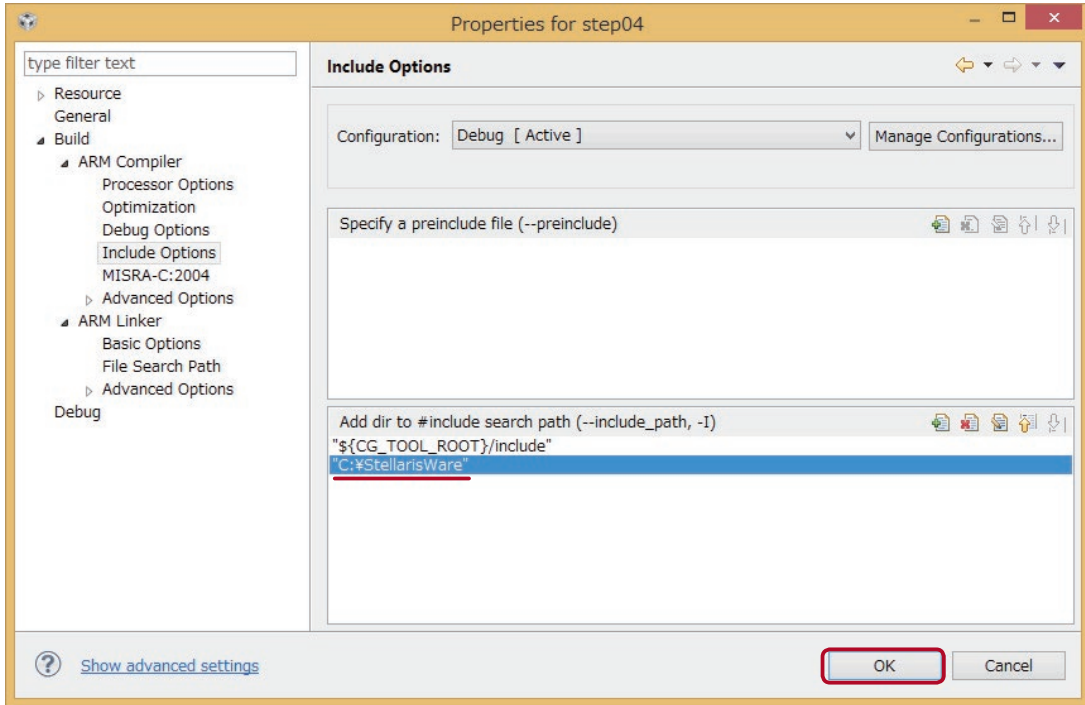 Properties for step04
type filter text
Resource
General
Build
ARM Compiler
Processor Options
Optimization
Debug Options
Include Options
MISRA-C:2004
Advanced Options
ARM Linker
Basic Options
File Search Path
Advanced Options
Debug
Include Options
Configuration: Debug [ Active ] Manage Configurations...
Specify a preinclude file (--preinclude)
Add dir to #include search path (--include_path, -I)
"${CG_TOOL_ROOT}/include"
"C:¥StellarisWare"
Show advanced settings
OK Cancel